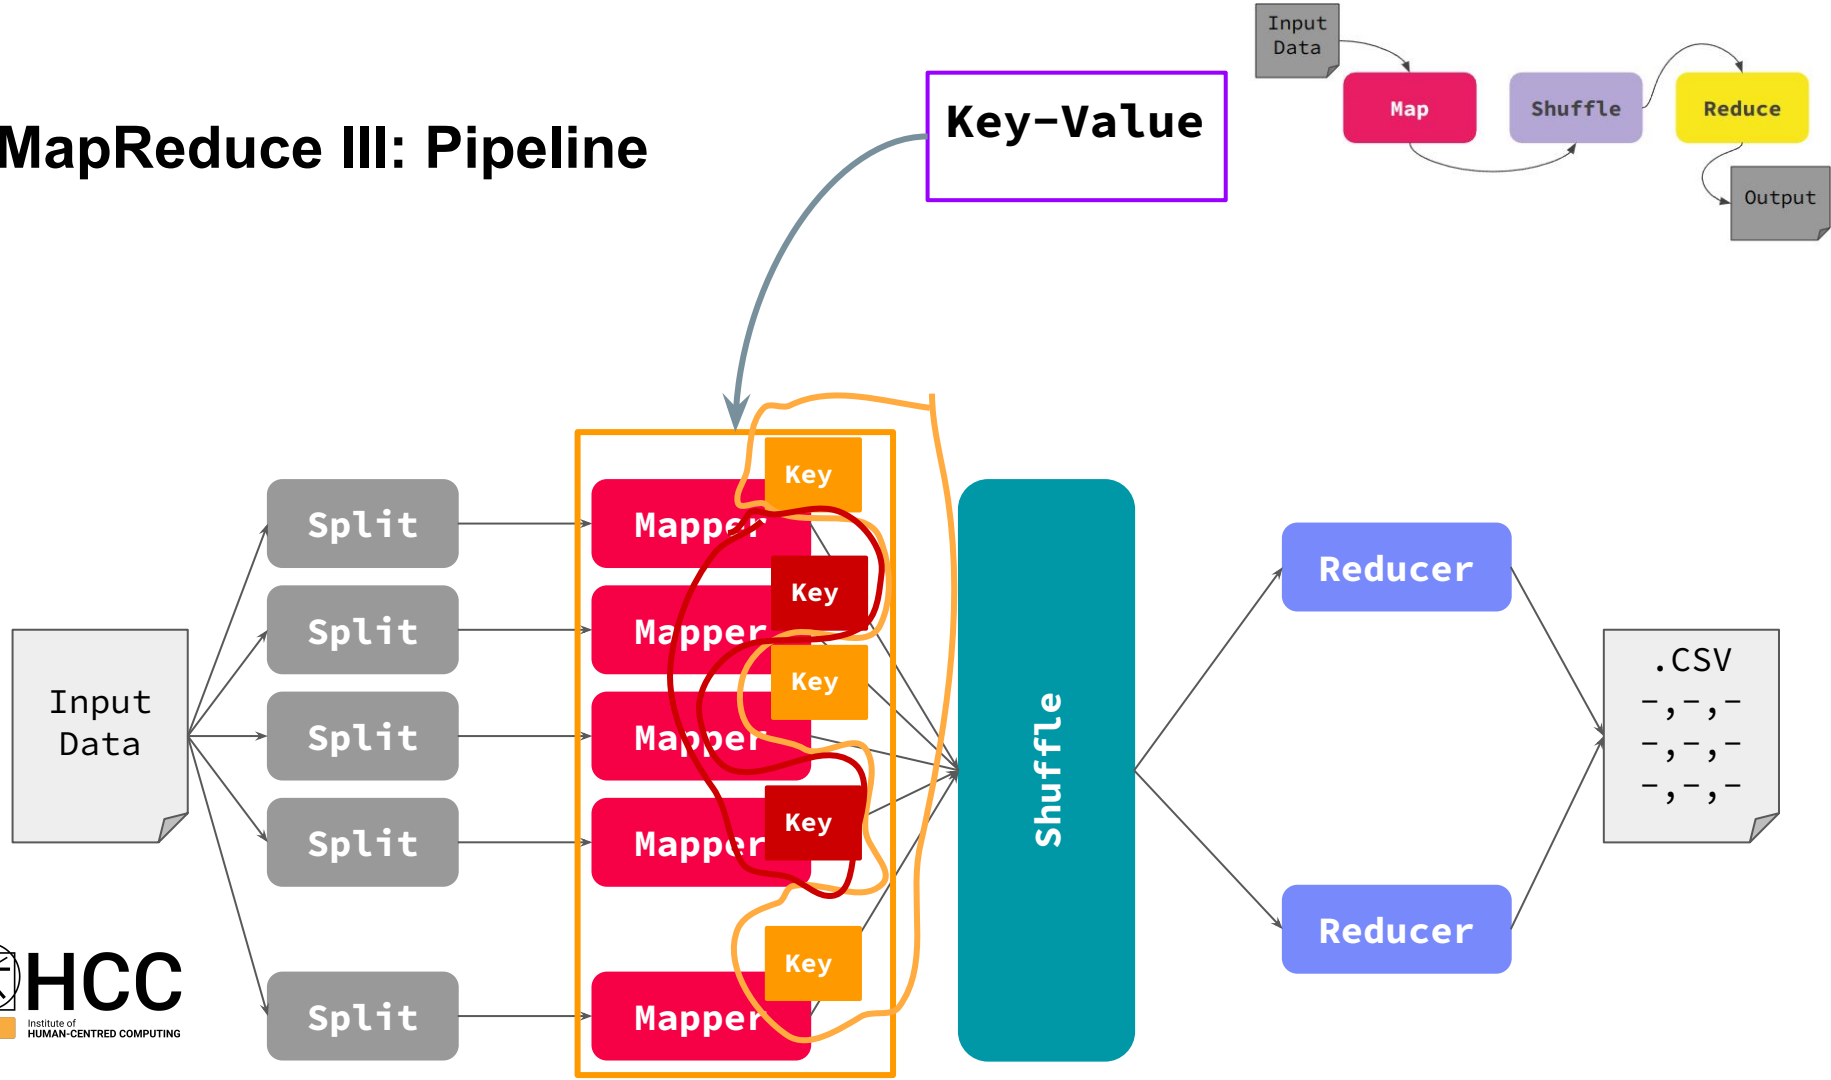 MapReduce III: Pipeline
Key-Value
Input
Data
Map
Shuffle
Reduce
Output
Input
Data
Split
Split
Split
Split
Split
Mapper
Mapper
Mapper
Mapper
Mapper
Key
Key
Key
Key
Key
Shuffle
Reducer
Reducer
.CSV
-,-,-
-,-,-
-,-,-
HCC
Institute of
HUMAN-CENTRED COMPUTING